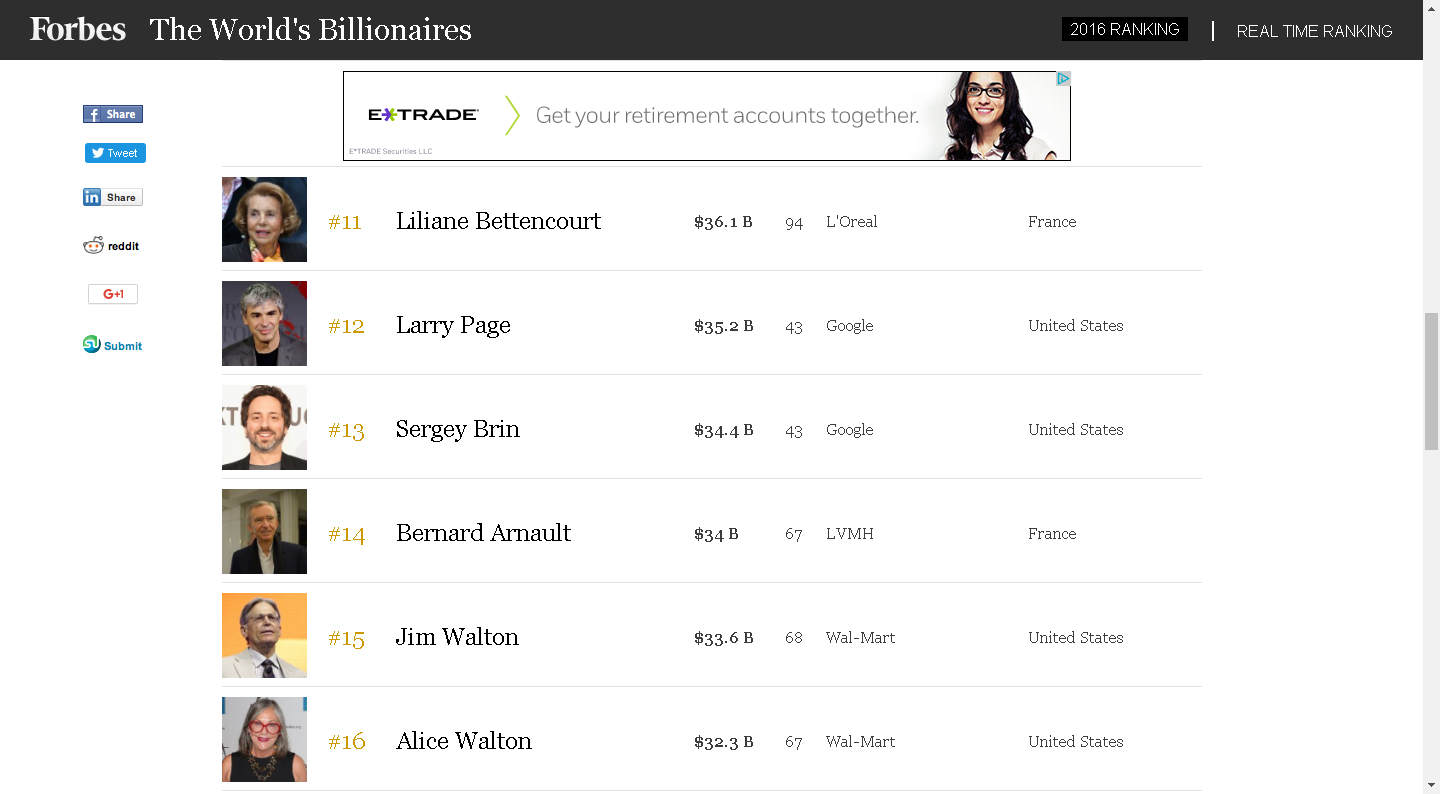 Forbes The World's Billionaires 2016 RANKING | REAL TIME RANKING
E*TRADE Get your retirement accounts together.
E*TRADE Securities LLC
f Share
Tweet
in Share
reddit
G+1
Submit
#11 Liliane Bettencourt $36.1 B 94 L'Oreal France
#12 Larry Page $35.2 B 43 Google United States
#13 Sergey Brin $34.4 B 43 Google United States
#14 Bernard Arnault $34 B 67 LVMH France
#15 Jim Walton $33.6 B 68 Wal-Mart United States
#16 Alice Walton $32.3 B 67 Wal-Mart United States